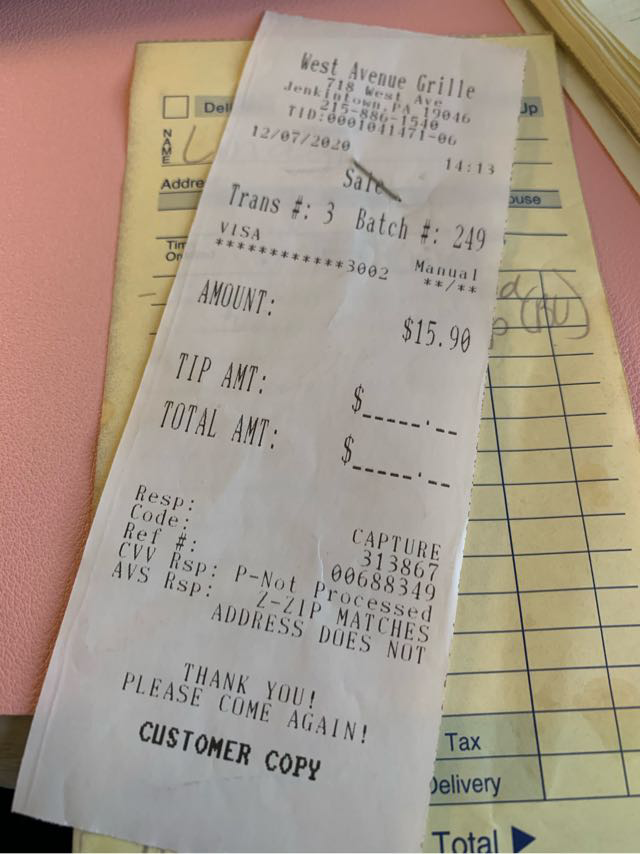 West Avenue Grille
718 West Ave
Jenkintown,PA 19046
215-886-1540
TID:0001041471-06
12/07/2020 14:13
Sale
Trans #: 3 Batch #: 249
VISA
***********3002 Manual
**/**
AMOUNT:
$15.90
TIP AMT:
$_____.__
TOTAL AMT:
$_____.__
Resp: CAPTURE
Code: 313867
Ref #: 00688349
CVV Rsp: P-Not Processed
AVS Rsp: Z-ZIP MATCHES
ADDRESS DOES NOT
THANK YOU!
PLEASE COME AGAIN!
CUSTOMER COPY
NAME
Addre
Tim
Tax
Delivery
Total